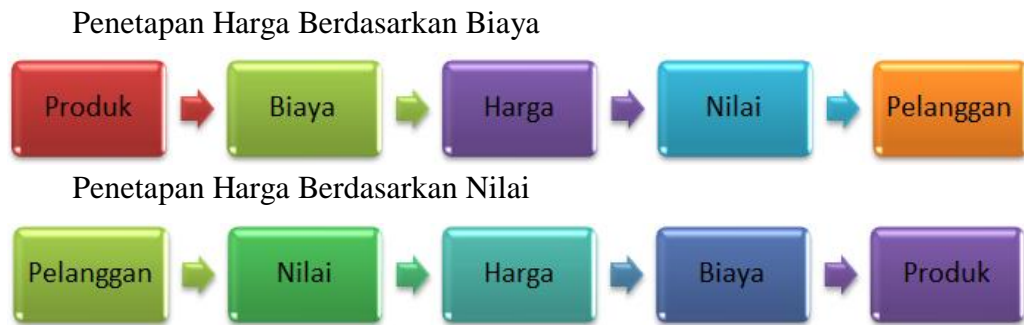 Penetapan Harga Berdasarkan Biaya
Produk Biaya Harga Nilai Pelanggan
Penetapan Harga Berdasarkan Nilai
Pelanggan Nilai Harga Biaya Produk